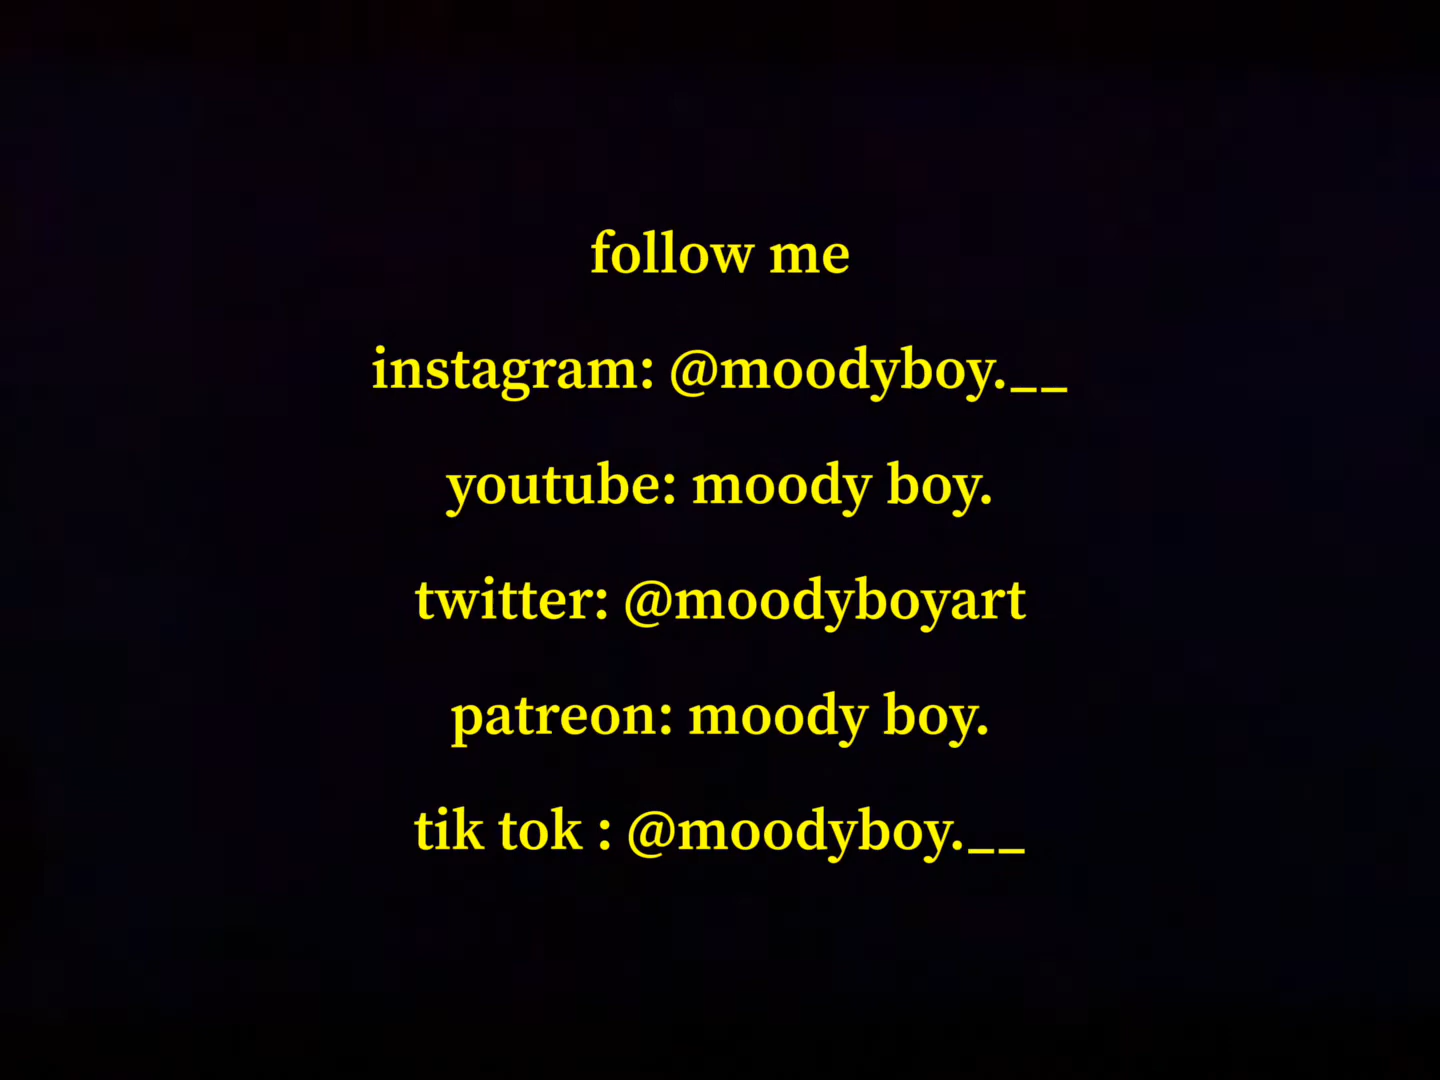 follow me
instagram: @moodyboy.__
youtube: moody boy.
twitter: @moodyboyart
patreon: moody boy.
tik tok : @moodyboy.__